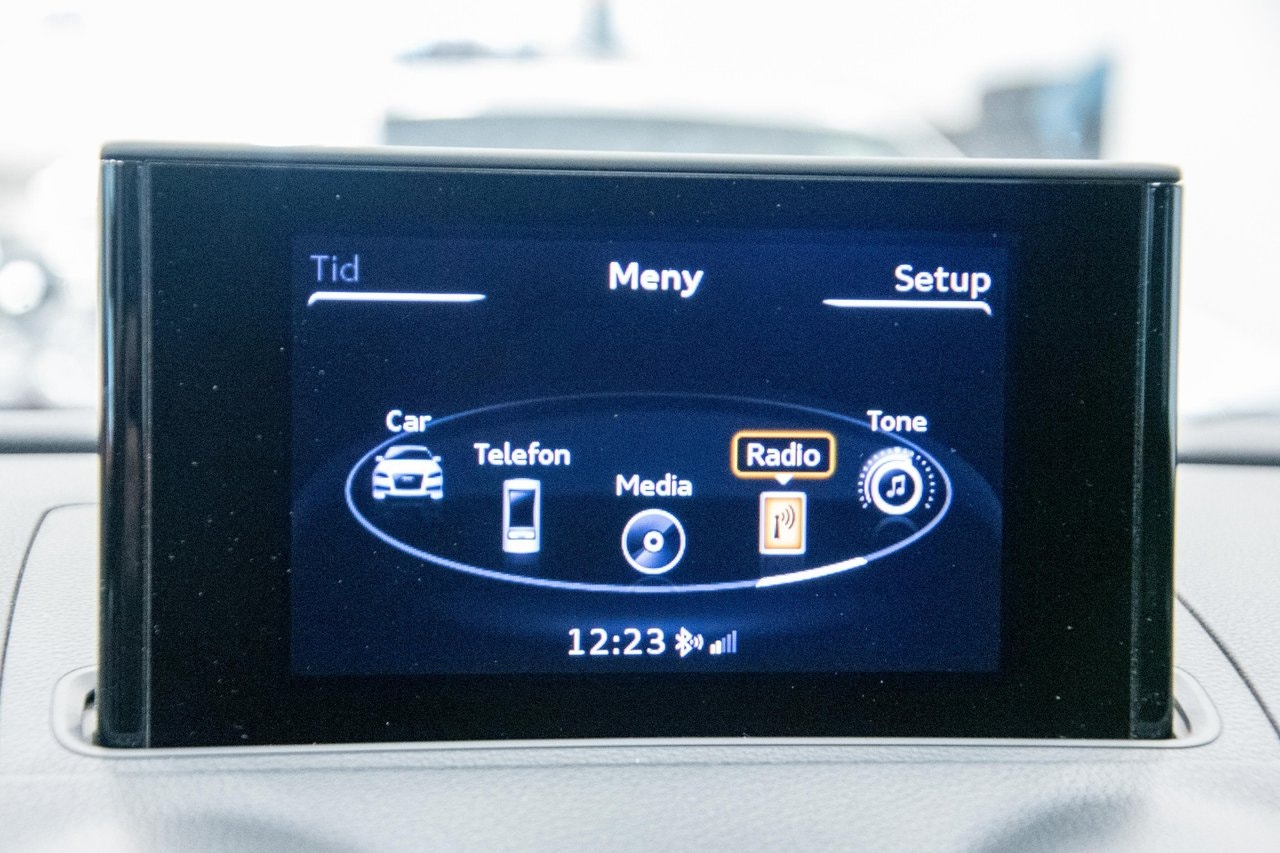 Tid
Meny
Setup
Car
Telefon
Media
Radio
Tone
12:23